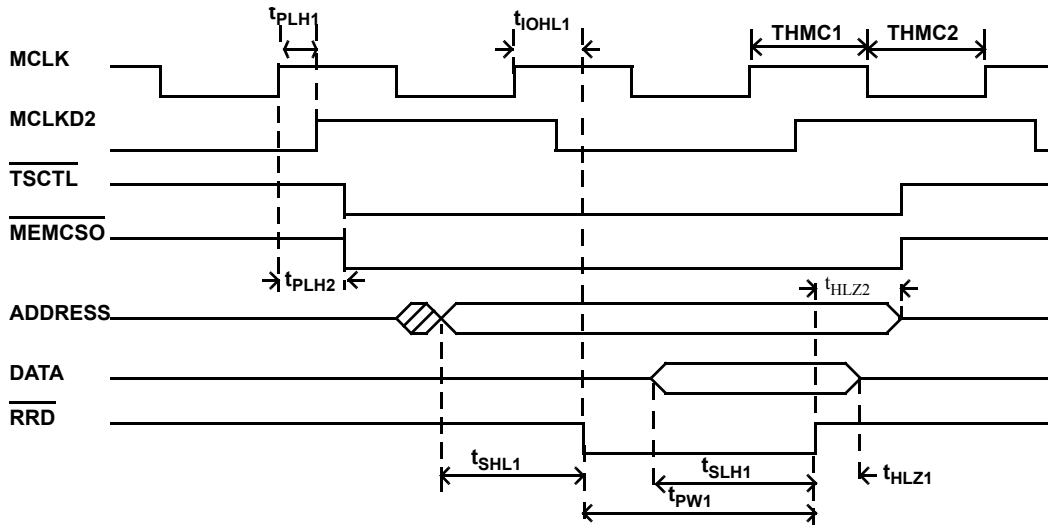 tPLH1
tIOHL1
THMC1
THMC2
MCLK
MCLKD2
TSCTL
MEMCSO
tPLH2
tHLZ2
ADDRESS
DATA
RRD
tSHL1
tSLH1
tHLZ1
tPW1